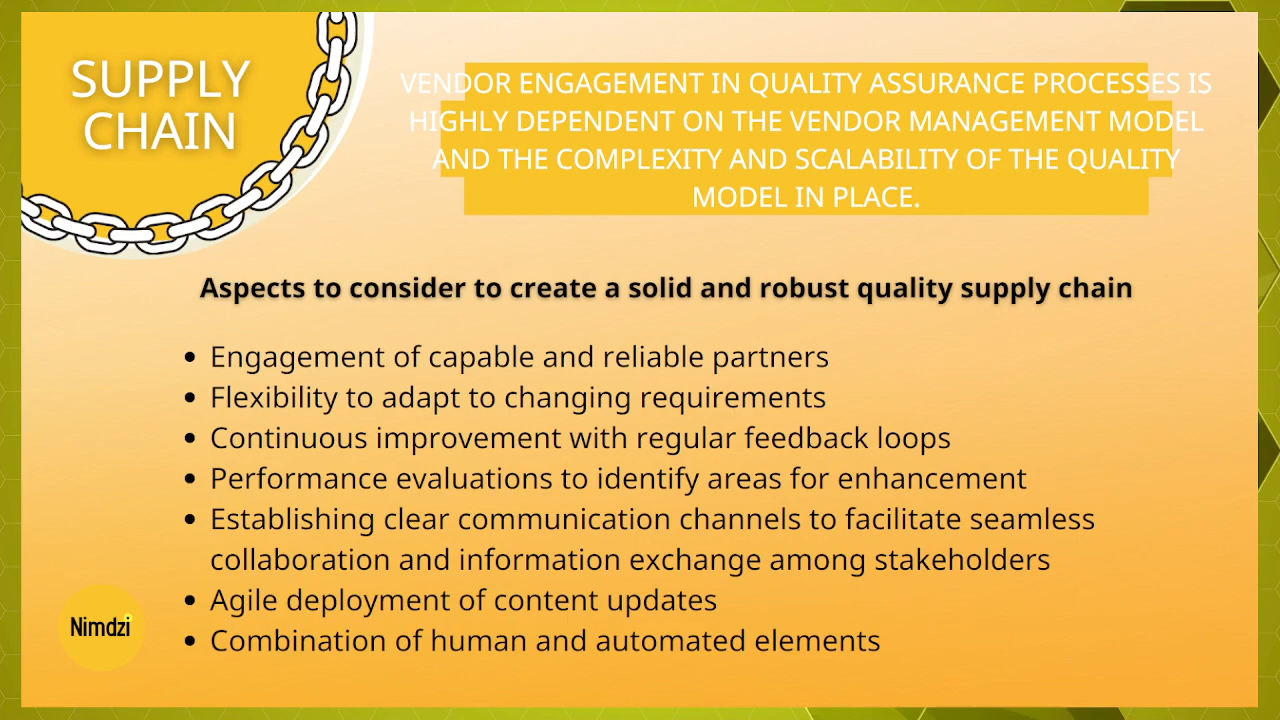 SUPPLY
CHAIN
VENDOR ENGAGEMENT IN QUALITY ASSURANCE PROCESSES IS
HIGHLY DEPENDENT ON THE VENDOR MANAGEMENT MODEL
AND THE COMPLEXITY AND SCALABILITY OF THE QUALITY
MODEL IN PLACE.
Aspects to consider to create a solid and robust quality supply chain
• Engagement of capable and reliable partners
• Flexibility to adapt to changing requirements
• Continuous improvement with regular feedback loops
• Performance evaluations to identify areas for enhancement
• Establishing clear communication channels to facilitate seamless
collaboration and information exchange among stakeholders
• Agile deployment of content updates
• Combination of human and automated elements
Nimdzi